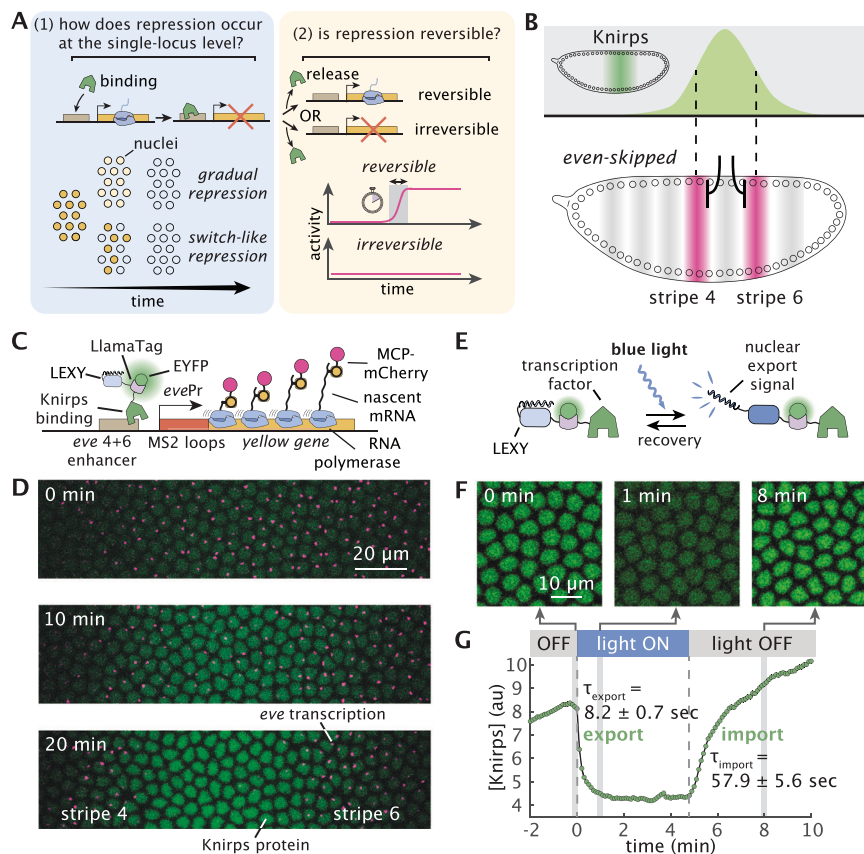 A
(1) how does repression occur
at the single-locus level?
binding
nuclei
gradual
repression
switch-like
repression
time
(2) is repression reversible?
release
reversible
OR
irreversible
reversible
activity
irreversible
time
B
Knirps
even-skipped
stripe 4
stripe 6
C
LlamaTag
LEXY
EYFP
Knirps
binding
evePr
MCP-
mCherry
nascent
mRNA
eve 4+6
enhancer
MS2 loops
yellow gene
RNA
polymerase
D
0 min
20 μm
10 min
eve transcription
20 min
stripe 4
stripe 6
Knirps protein
E
blue light
transcription
factor
nuclear
export
signal
LEXY
recovery
F
0 min
1 min
8 min
10 μm
G
OFF
light ON
light OFF
[Knirps] (au)
10
9
8
7
6
5
4
τexport =
8.2 ± 0.7 sec
export
import
τimport =
57.9 ± 5.6 sec
-2
0
2
4
6
8
10
time (min)